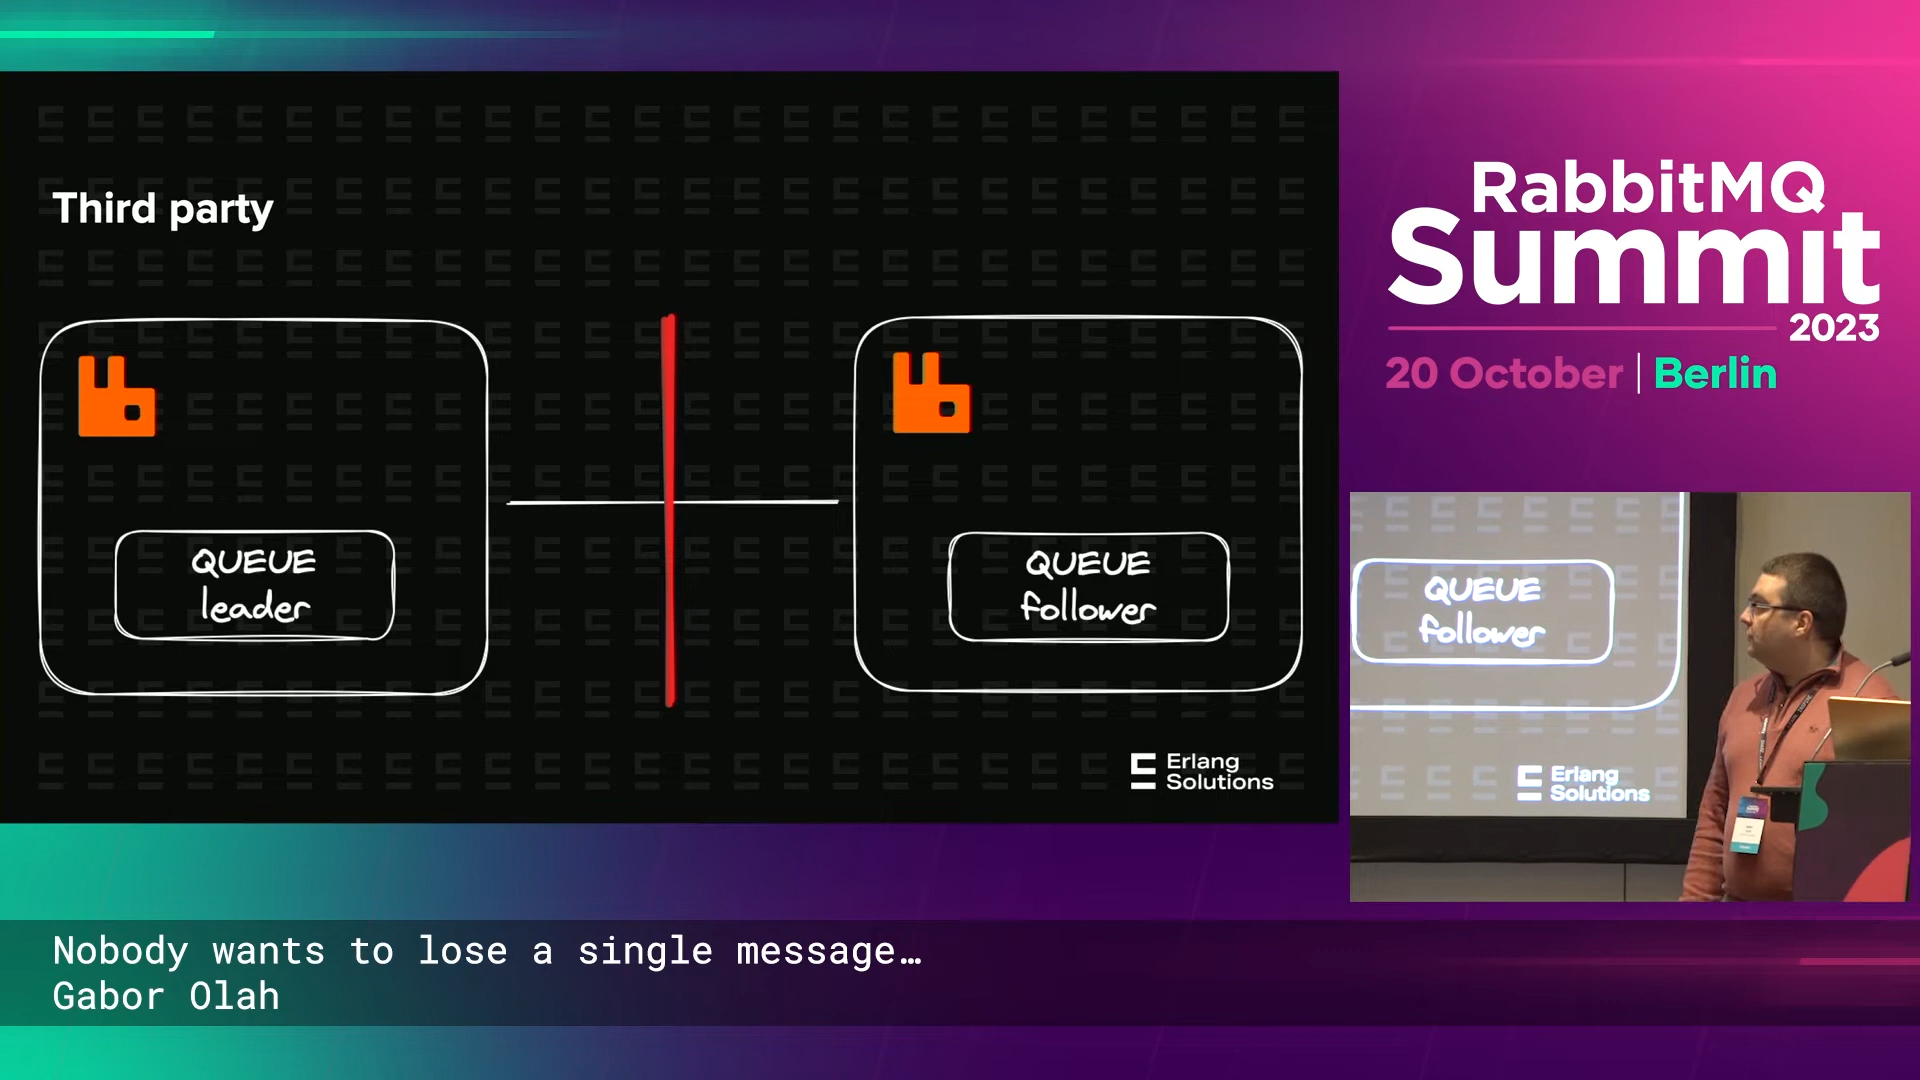 Third party
QUEUE
leader
QUEUE
follower
Erlang
Solutions
RabbitMQ
Summit
2023
20 October | Berlin
QUEUE
follower
Erlang
Solutions
Nobody wants to lose a single message…
Gabor Olah